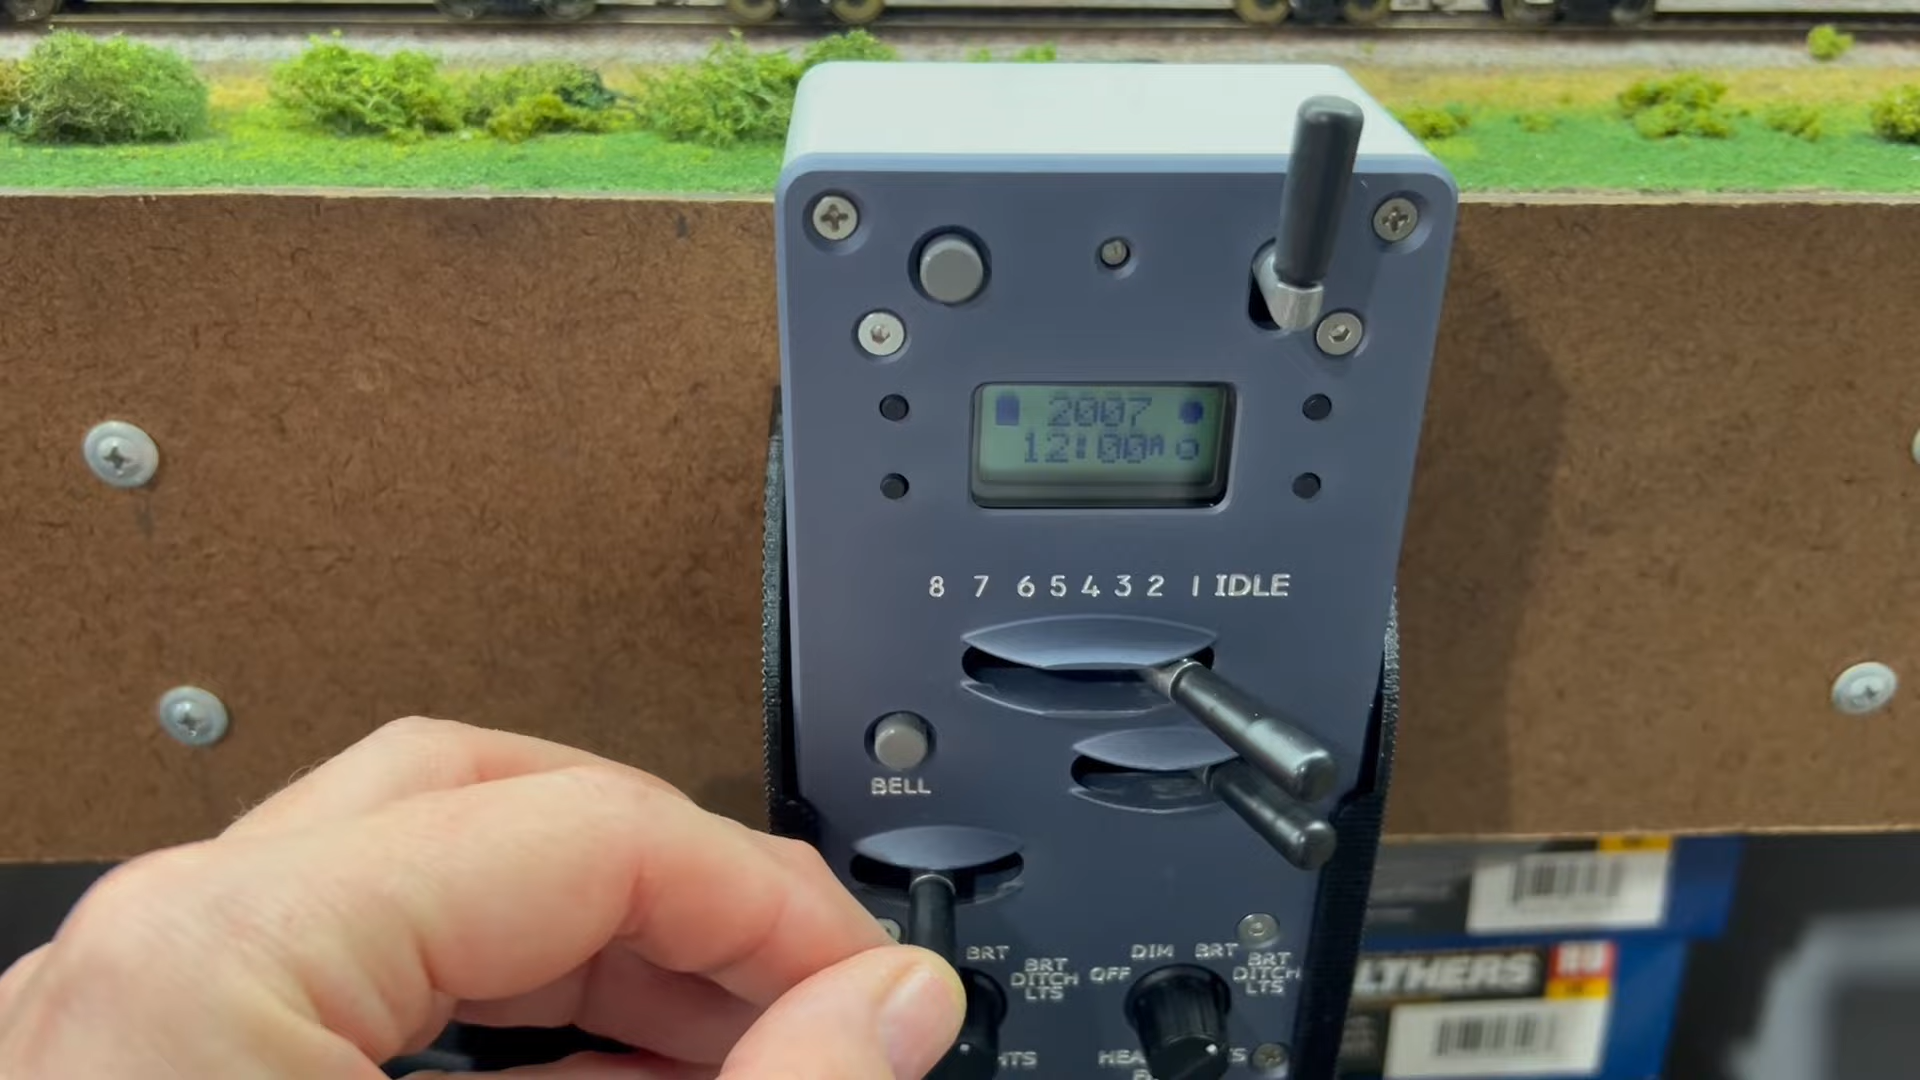 2007
12:00A
8 7 6 5 4 3 2 1 IDLE
BELL
BRT
BRT
DITCH
LTS
OFF
DIM
BRT
BRT
DITCH
LTS
LTHERS